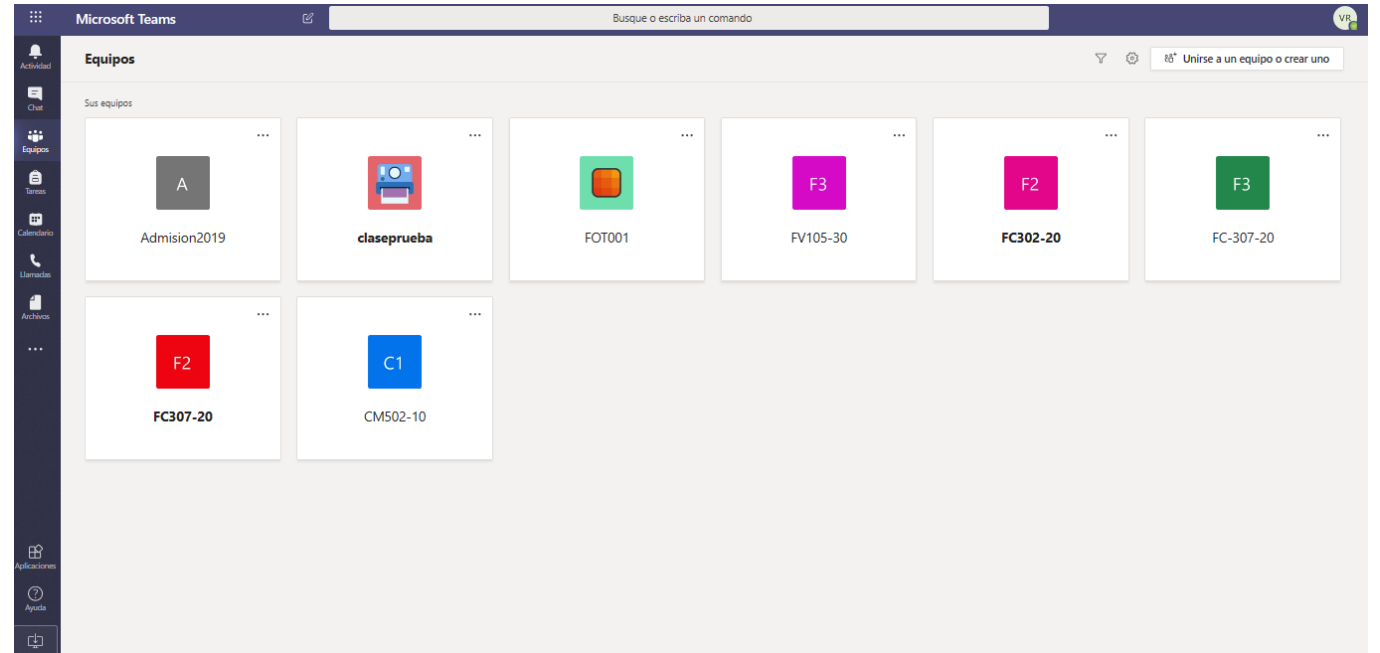 Microsoft Teams
Busque o escriba un comando
VR
Actividad
Chat
Equipos
Tareas
Calendario
Llamadas
Archivos
Aplicaciones
Ayuda
Equipos
Unirse a un equipo o crear uno
Sus equipos
A
Admision2019
claseprueba
FOT001
F3
FV105-30
F2
FC302-20
F3
FC-307-20
F2
FC307-20
C1
CM502-10